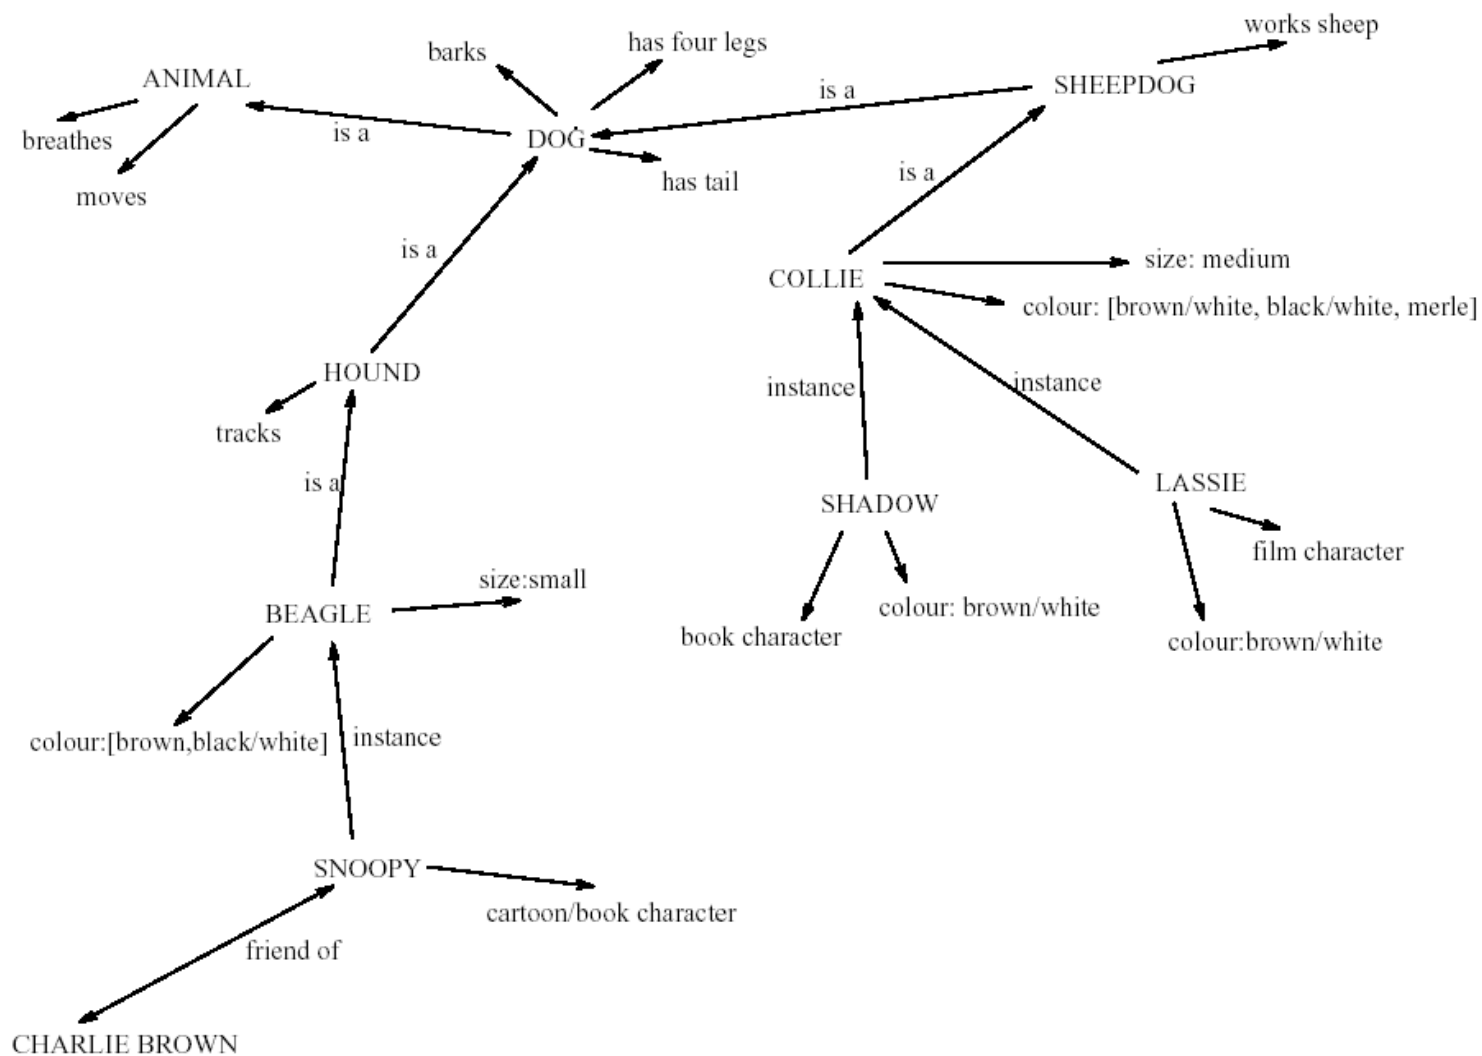 works sheep
has four legs
barks
ANIMAL
SHEEPDOG
is a
is a
breathes
DOG
has tail
moves
is a
is a
size: medium
COLLIE
colour: [brown/white, black/white, merle]
HOUND
instance
instance
tracks
is a
LASSIE
SHADOW
film character
size:small
colour: brown/white
BEAGLE
book character
colour:brown/white
colour:[brown,black/white]
instance
SNOOPY
cartoon/book character
friend of
CHARLIE BROWN